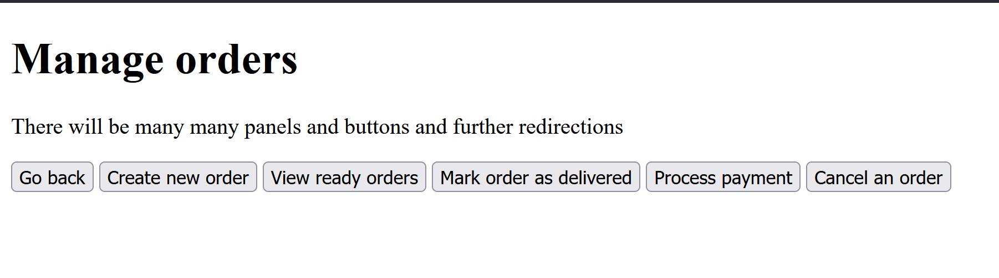 Manage orders
There will be many many panels and buttons and further redirections
Go back Create new order View ready orders Mark order as delivered Process payment Cancel an order